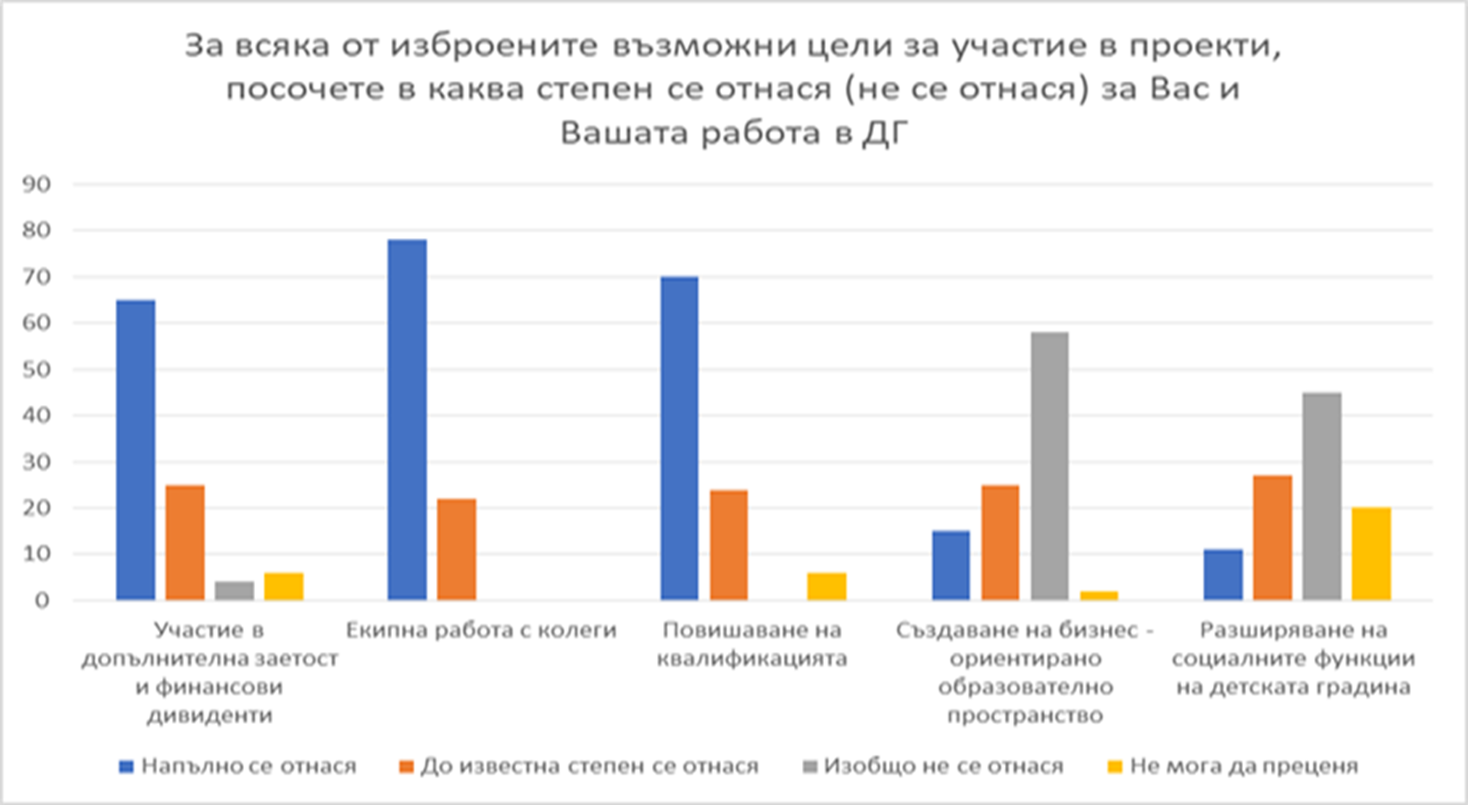 За всяка от изброените възможни цели за участие в проекти,
посочете в каква степен се отнася (не се отнася) за Вас и
Вашата работа в ДГ
90
80
70
60
50
40
30
20
10
0
Участие в
допълнителна заетост
и финансови
дивиденти
Екипна работа с колеги
Повишаване на
квалификацията
Създаване на бизнес -
ориентирано
образователно
пространство
Разширяване на
социалните функции
на детската градина
Напълно се отнася
До известна степен се отнася
Изобщо не се отнася
Не мога да преценя